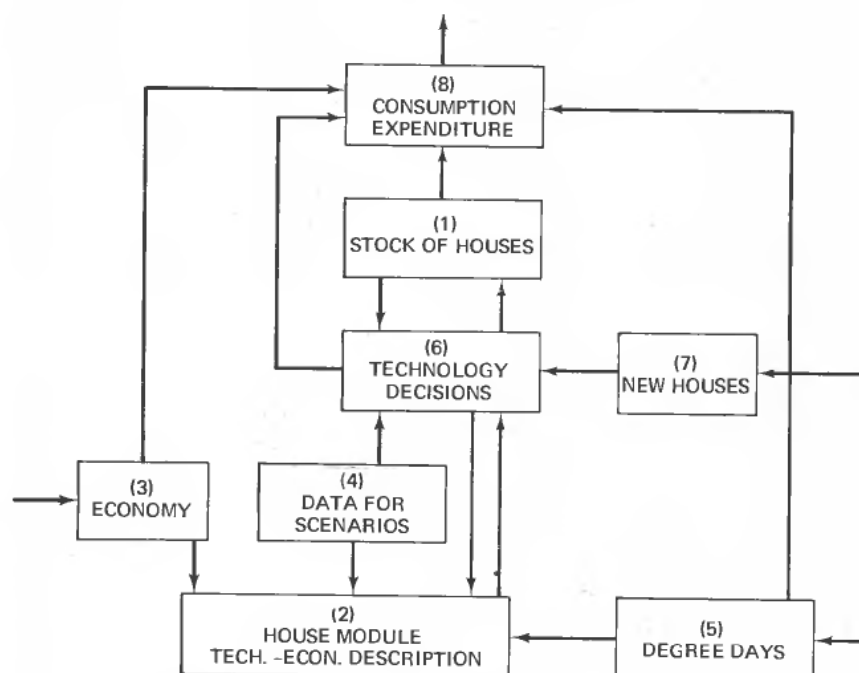 (8)
CONSUMPTION
EXPENDITURE
(1)
STOCK OF HOUSES
(6)
TECHNOLOGY
DECISIONS
(7)
NEW HOUSES
(3)
ECONOMY
(4)
DATA FOR
SCENARIOS
(2)
HOUSE MODULE
TECH. -ECON. DESCRIPTION
(5)
DEGREE DAYS